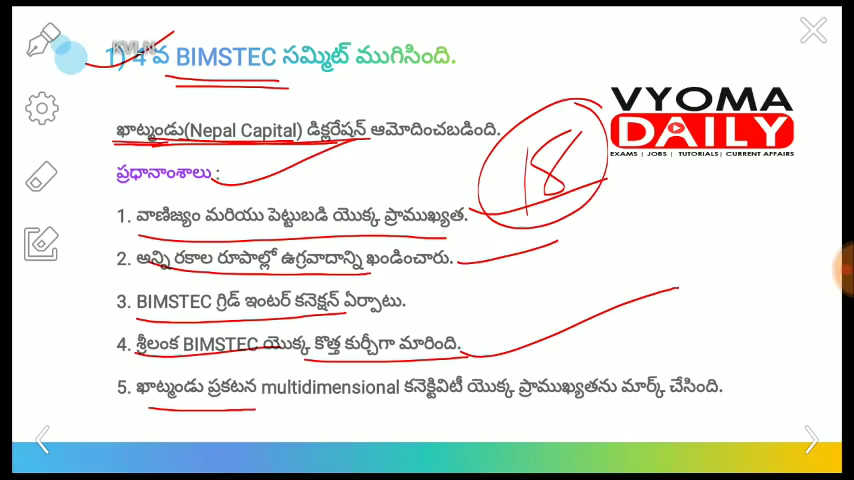 1) 4 వ BIMSTEC సమ్మిట్ ముగిసింది.
KVLN
VYOMA
DAILY
EXAMS | JOBS | TUTORIALS | CURRENT AFFAIRS
ఖాట్మండు(Nepal Capital) డిక్లరేషన్ ఆమోదించబడింది.
18
ప్రధానాంశాలు :
1. వాణిజ్యం మరియు పెట్టుబడి యొక్క ప్రాముఖ్యత.
2. అన్ని రకాల రూపాల్లో ఉగ్రవాదాన్ని ఖండించారు.
3. BIMSTEC గ్రిడ్ ఇంటర్ కనెక్షన్ ఏర్పాటు.
4. శ్రీలంక BIMSTEC యొక్క కొత్త కుర్చీగా మారింది.
5. ఖాట్మండు ప్రకటన multidimensional కనెక్టివిటీ యొక్క ప్రాముఖ్యతను మార్క్ చేసింది.